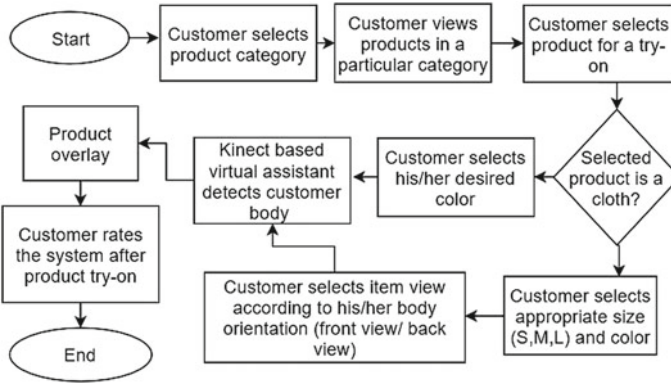 Start
Customer selects
product category
Customer views
products in a
particular category
Customer selects
product for a try-
on
Selected
product is a
cloth?
Customer selects
his/her desired
color
Kinect based
virtual assistant
detects customer
body
Product
overlay
Customer rates
the system after
product try-on
End
Customer selects
appropriate size
(S,M,L) and color
Customer selects item view
according to his/her body
orientation (front view/ back
view)